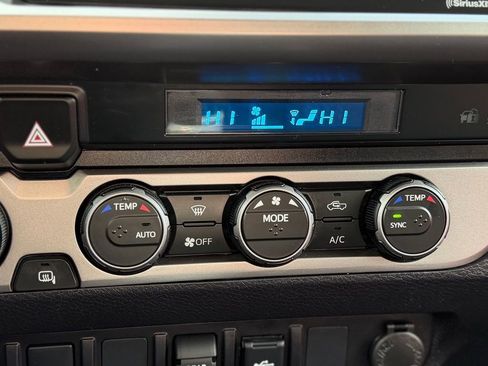 SiriusXM
HI HI
TEMP
AUTO
OFF
MODE
A/C
TEMP
SYNC